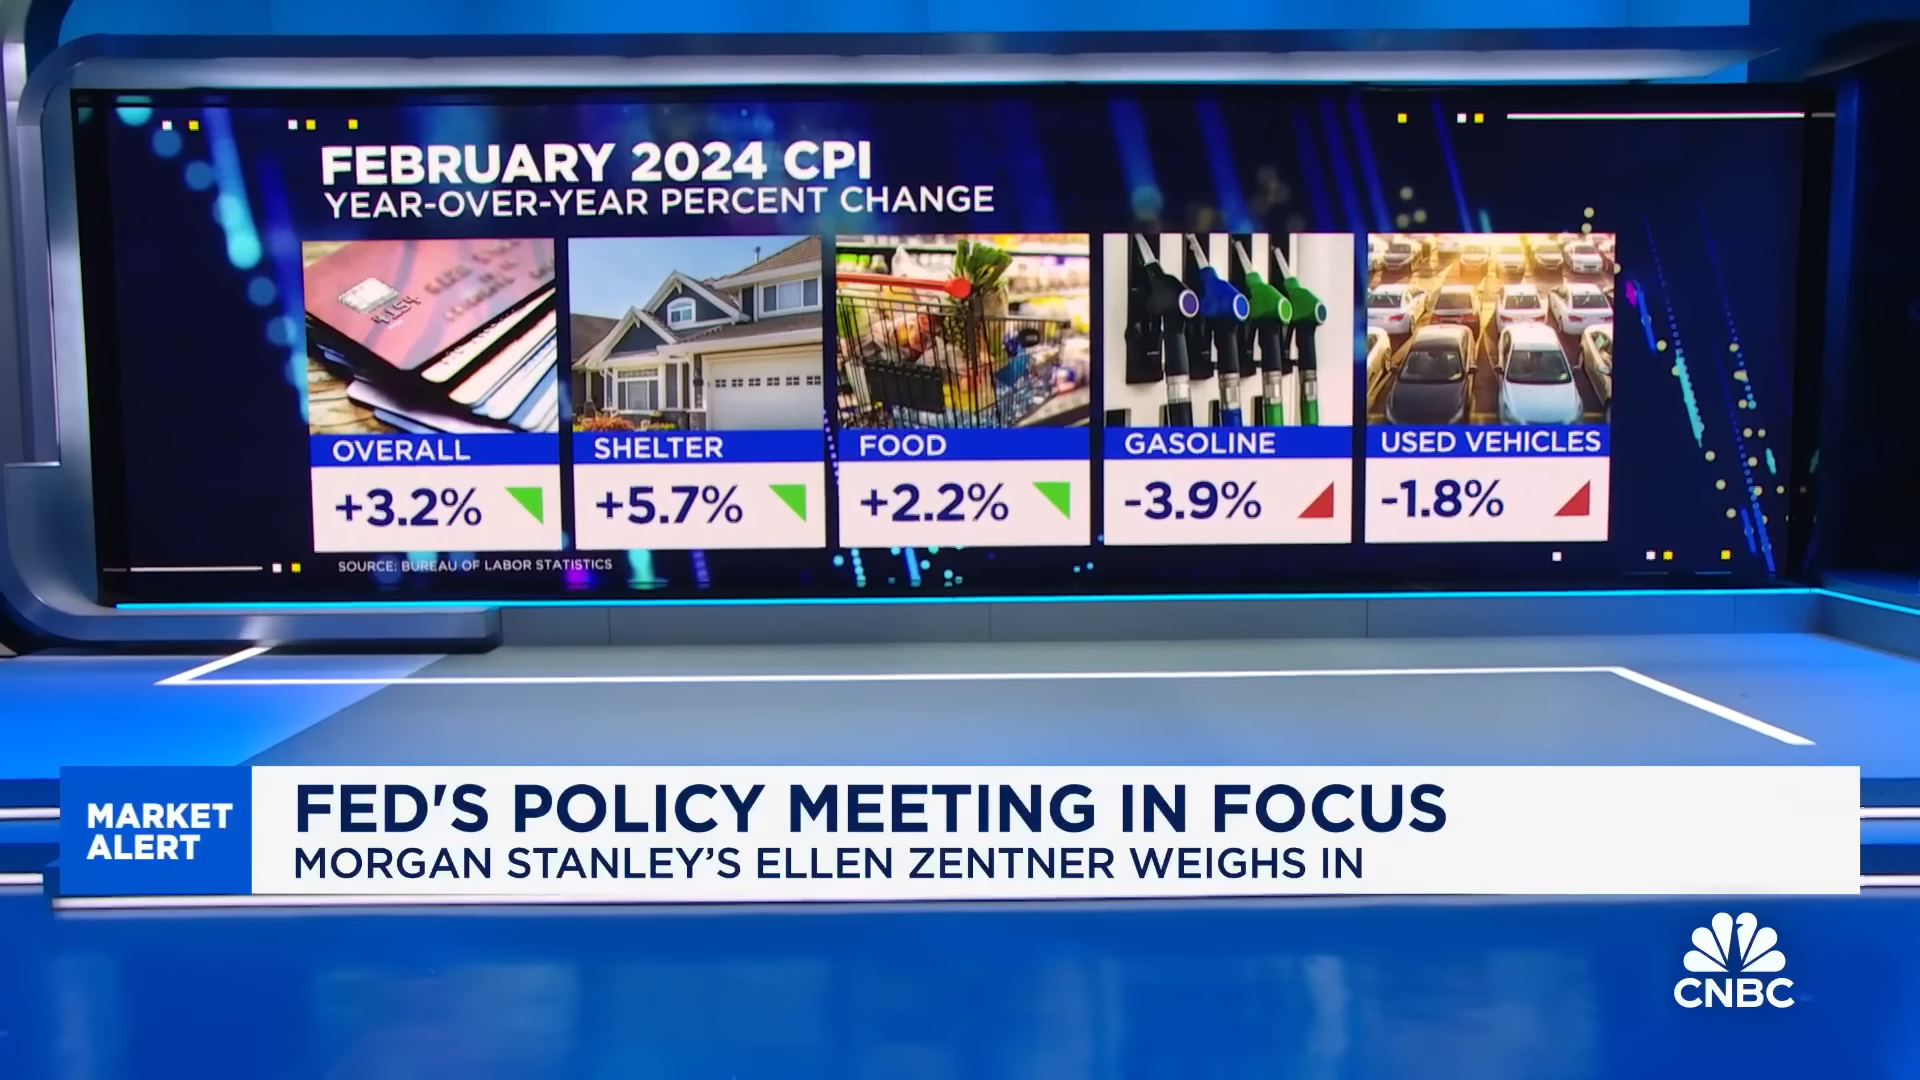 FEBRUARY 2024 CPI
YEAR-OVER-YEAR PERCENT CHANGE
OVERALL
+3.2%
SHELTER
+5.7%
FOOD
+2.2%
GASOLINE
-3.9%
USED VEHICLES
-1.8%
SOURCE: BUREAU OF LABOR STATISTICS
MARKET
ALERT
FED'S POLICY MEETING IN FOCUS
MORGAN STANLEY’S ELLEN ZENTNER WEIGHS IN
CNBC